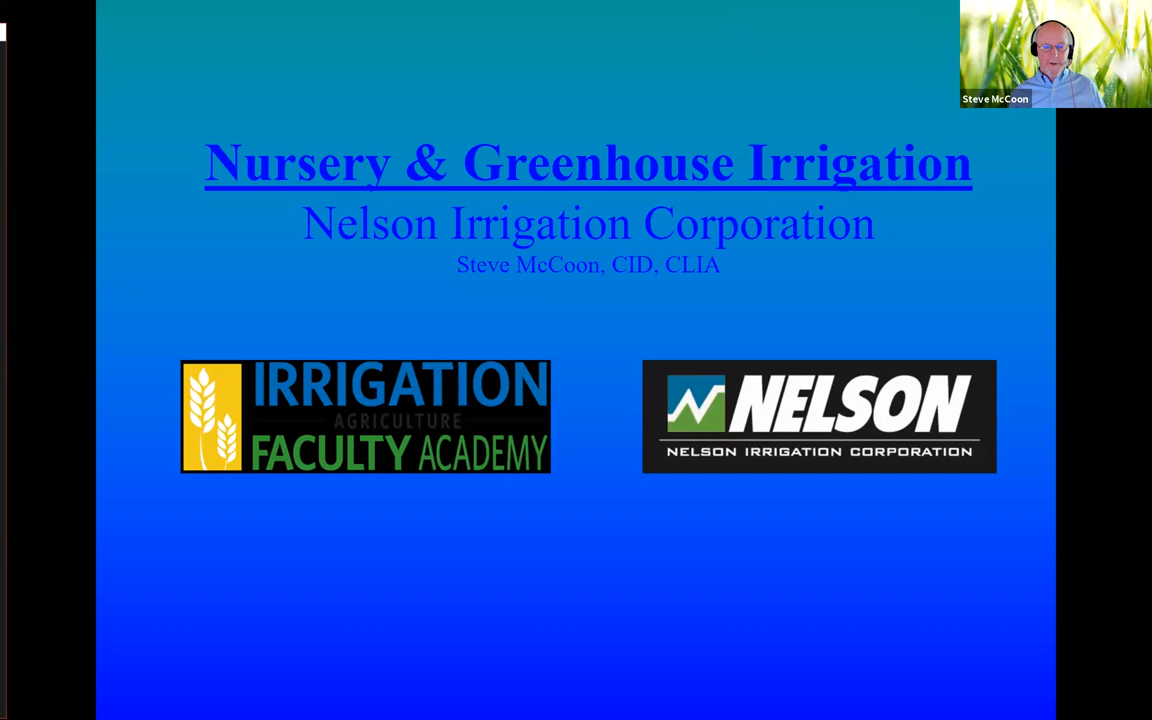 Steve McCoon
Nursery & Greenhouse Irrigation
Nelson Irrigation Corporation
Steve McCoon, CID, CLIA
IRRIGATION
AGRICULTURE
FACULTY ACADEMY
NELSON
NELSON IRRIGATION CORPORATION